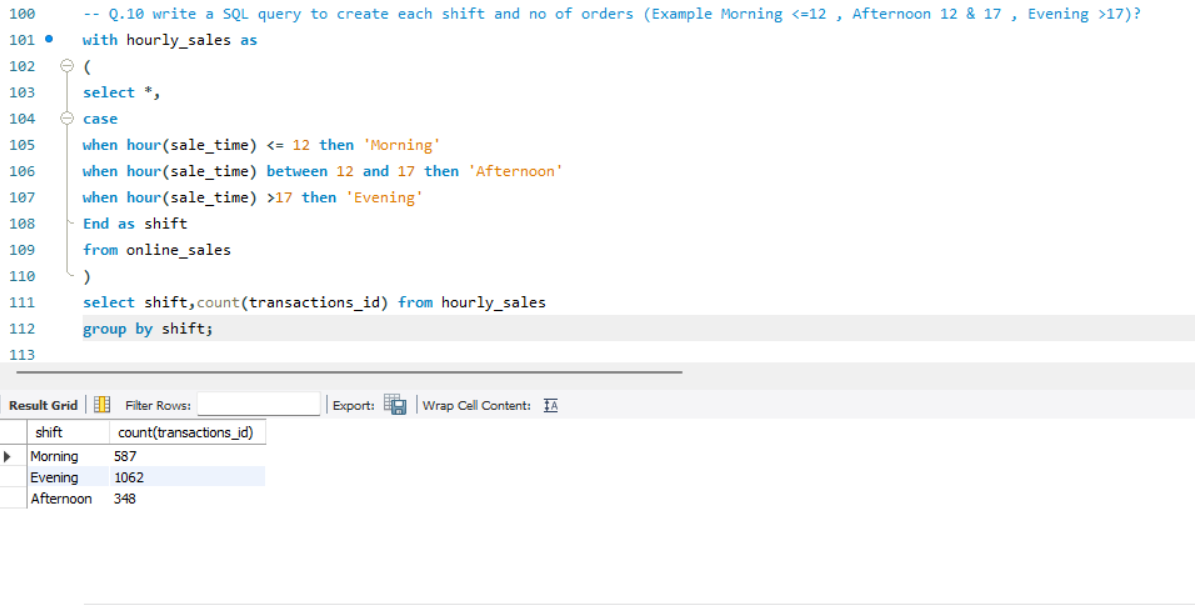 100 -- Q.10 write a SQL query to create each shift and no of orders (Example Morning <=12 , Afternoon 12 & 17 , Evening >17)?
101 with hourly_sales as
102 (
103 select *,
104 case
105 when hour(sale_time) <= 12 then 'Morning'
106 when hour(sale_time) between 12 and 17 then 'Afternoon'
107 when hour(sale_time) >17 then 'Evening'
108 End as shift
109 from online_sales
110 )
111 select shift,count(transactions_id) from hourly_sales
112 group by shift;
113
Result Grid Filter Rows: Export: Wrap Cell Content: IA
shift count(transactions_id)
Morning 587
Evening 1062
Afternoon 348